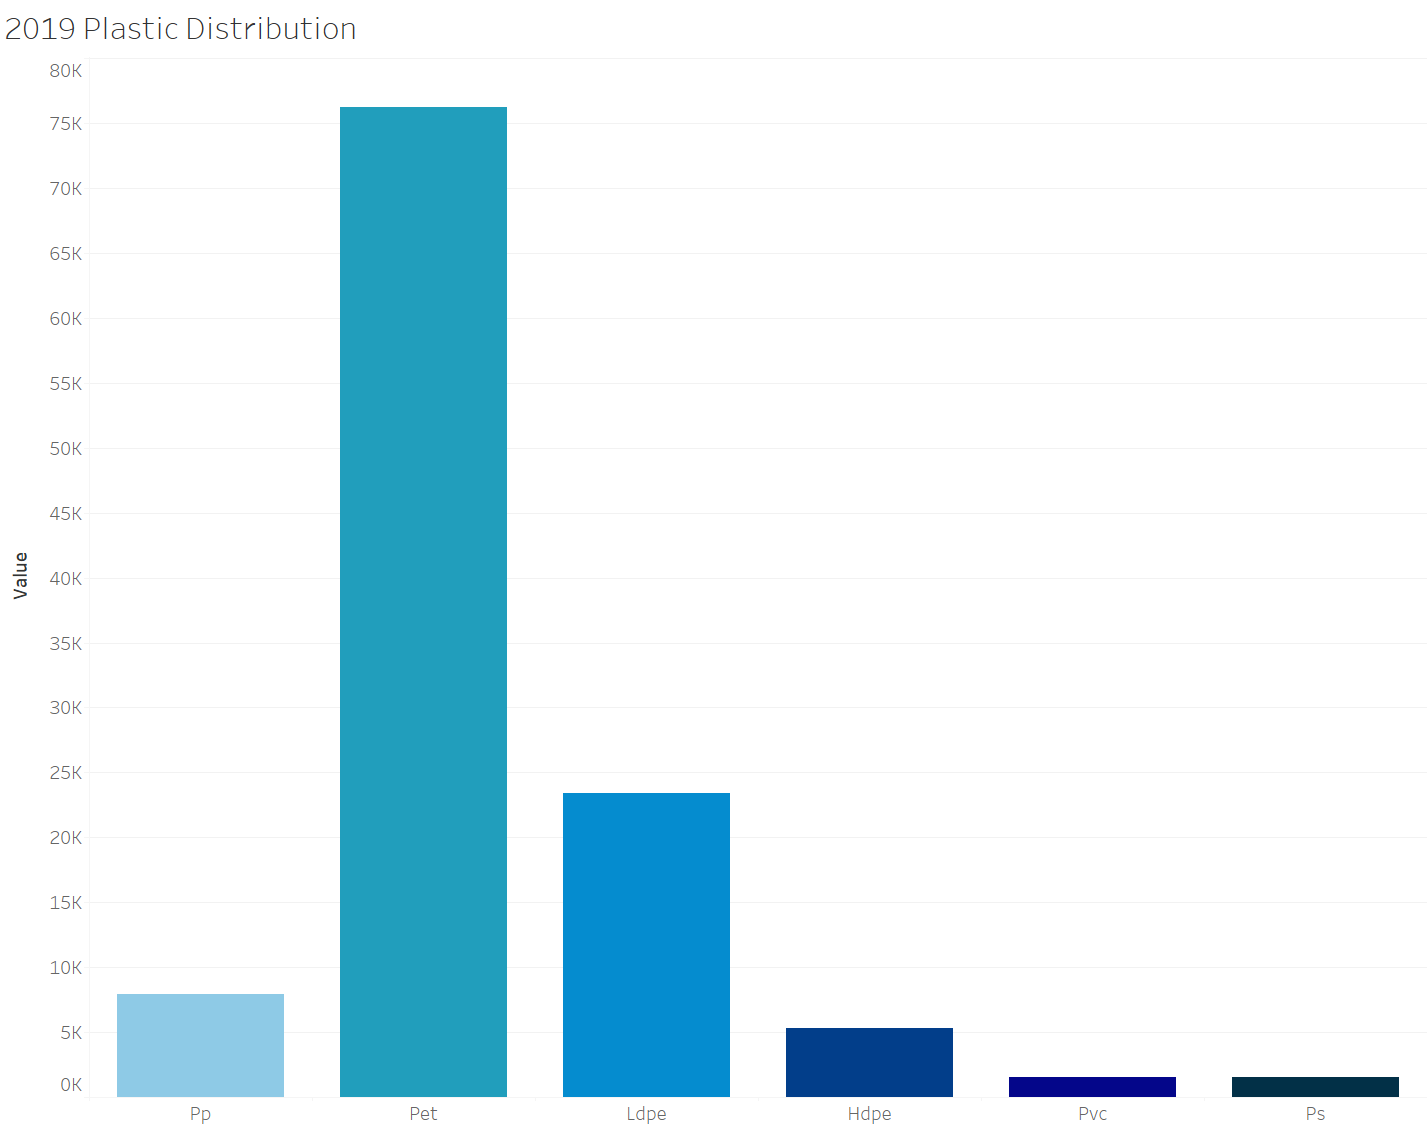 2019 Plastic Distribution
80K
75K
70K
65K
60K
55K
50K
45K
40K
35K
30K
25K
20K
15K
10K
5K
0K
Value
Pp Pet Ldpe Hdpe Pvc Ps